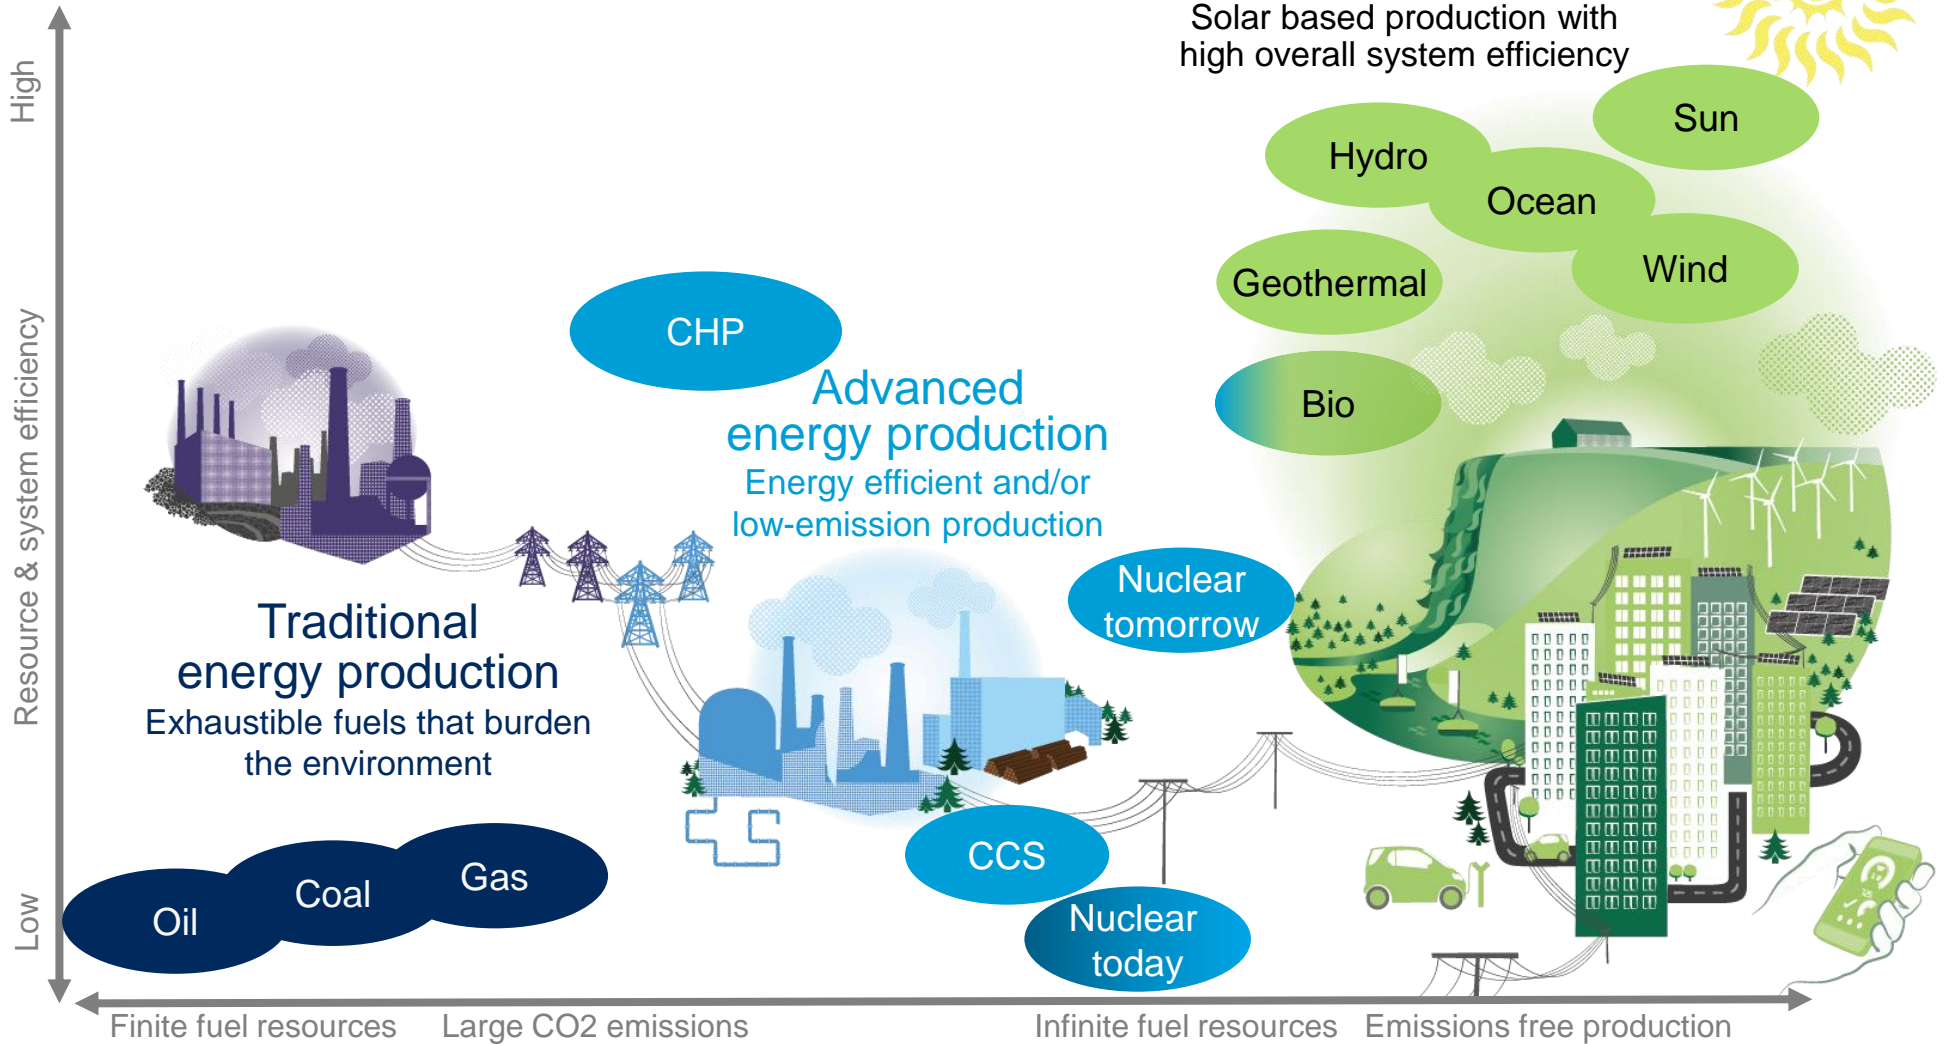 Solar based production with
high overall system efficiency
High
Resource & system efficiency
Low
Sun
Hydro
Ocean
Wind
Geothermal
Bio
CHP
Advanced
energy production
Energy efficient and/or
low-emission production
Nuclear
tomorrow
Traditional
energy production
Exhaustible fuels that burden
the environment
Gas
Coal
Oil
CCS
Nuclear
today
Finite fuel resources
Large CO2 emissions
Infinite fuel resources
Emissions free production